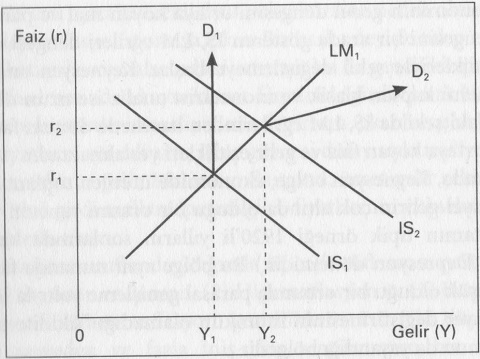 Faiz (r)
D₁
LM₁
D₂
r₂
r₁
IS₂
IS₁
0
Y₁
Y₂
Gelir (Y)